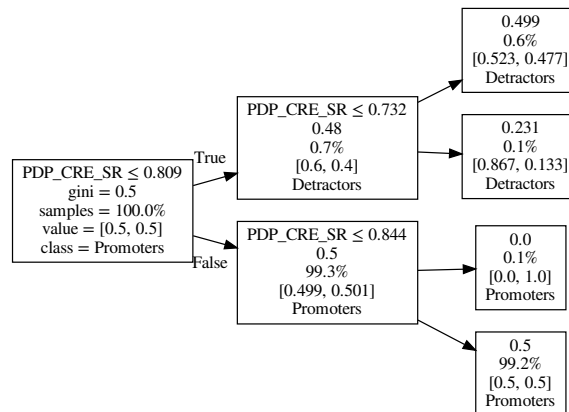 PDP_CRE_SR ≤ 0.809
gini = 0.5
samples = 100.0%
value = [0.5, 0.5]
class = Promoters
True
False
PDP_CRE_SR ≤ 0.732
0.48
0.7%
[0.6, 0.4]
Detractors
PDP_CRE_SR ≤ 0.844
0.5
99.3%
[0.499, 0.501]
Promoters
0.499
0.6%
[0.523, 0.477]
Detractors
0.231
0.1%
[0.867, 0.133]
Detractors
0.0
0.1%
[0.0, 1.0]
Promoters
0.5
99.2%
[0.5, 0.5]
Promoters